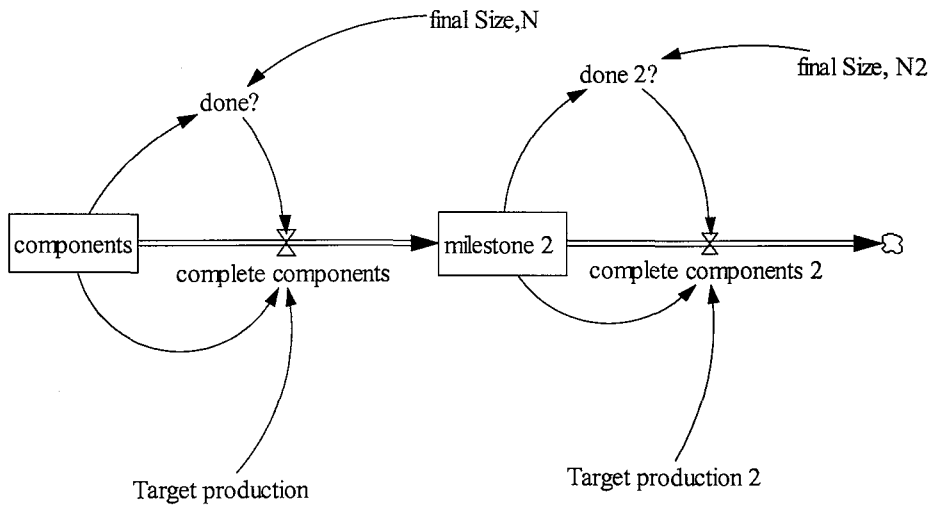 final Size,N
final Size, N2
done 2?
done?
components
milestone 2
complete components
complete components 2
Target production
Target production 2